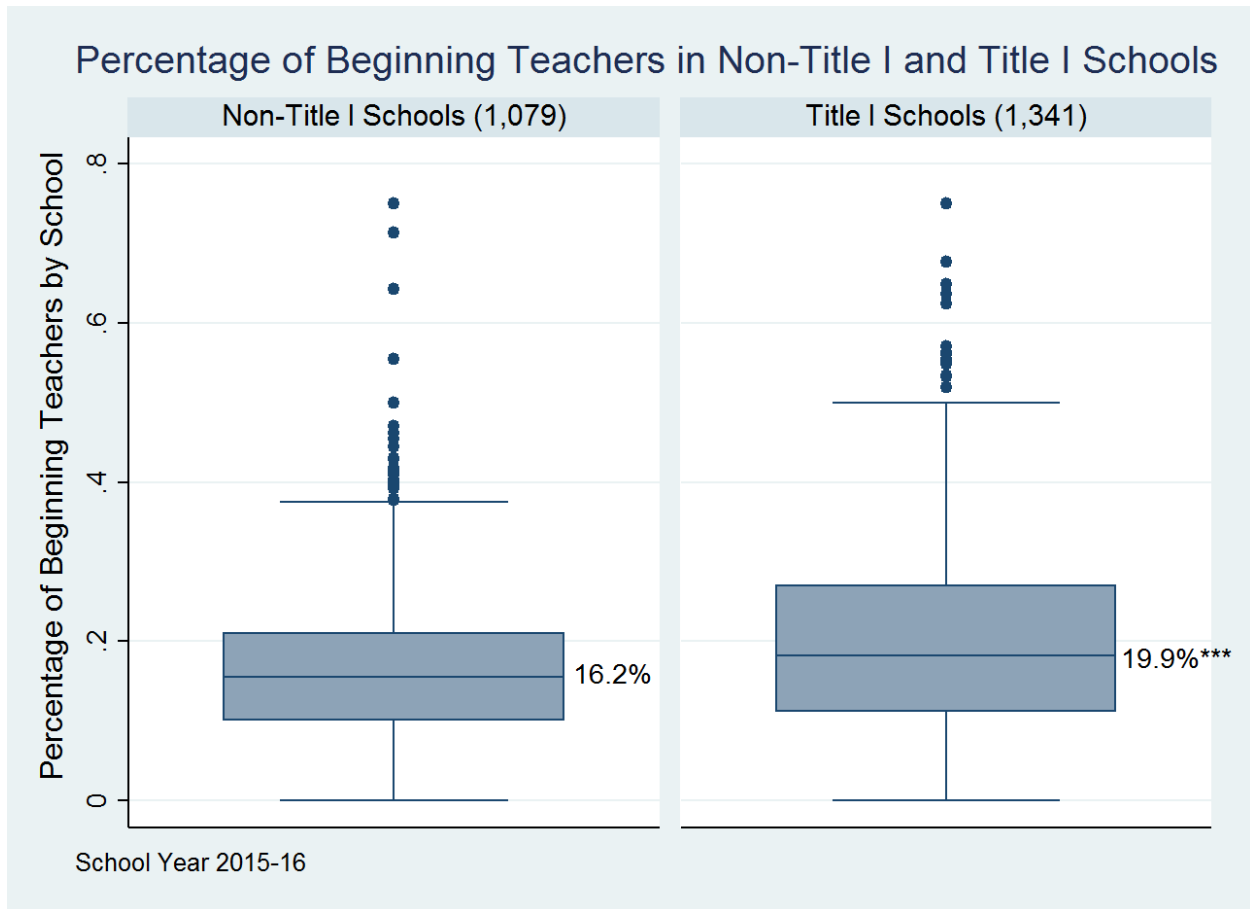 Percentage of Beginning Teachers in Non-Title I and Title I Schools
Non-Title I Schools (1,079)
Title I Schools (1,341)
Percentage of Beginning Teachers by School
.8
.6
.4
.2
0
16.2%
19.9%***
School Year 2015-16